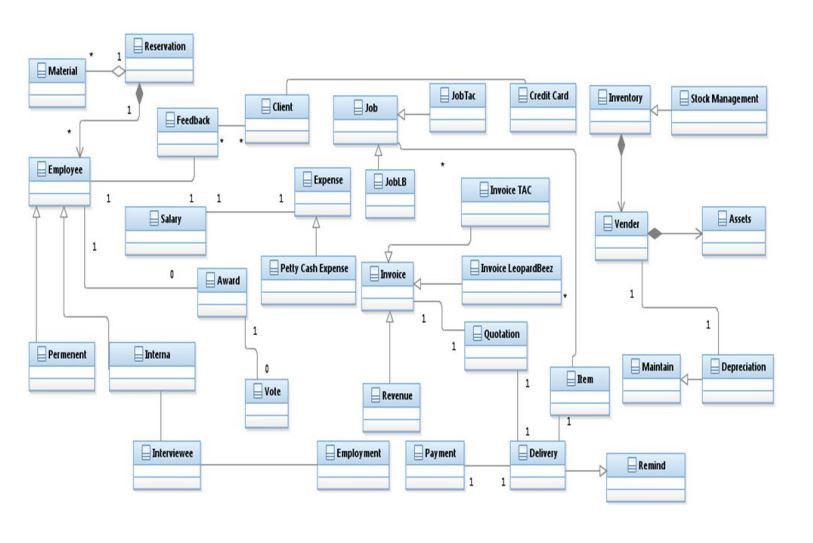 Reservation
* 1
Material
Client
Job
JobTac
Credit Card
Inventory
Stock Management
1
Feedback
*
* *
Employee
*
Expense
JobLB
Invoice TAC
1
1 1 1
Salary
Vender
Assets
1
0
Award
Petty Cash Expense
Invoice
Invoice LeopardBeez
*
1
1
1
1
Quotation
1
Permenent
Interna
0
Vote
Revenue
1
Item
Maintain
Depreciation
1
1
Interviewee
Employment
Payment
Delivery
Remind
1 1